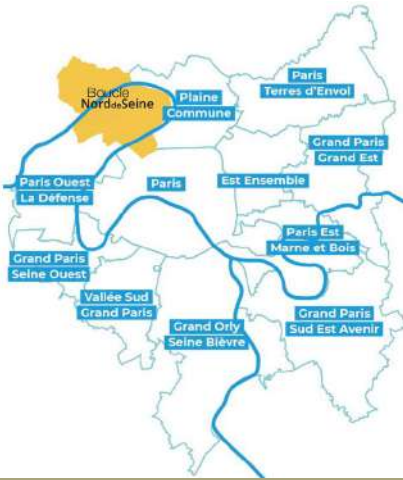 Boucle
Nord de Seine
Plaine
Commune
Paris
Terres d'Envol
Grand Paris
Grand Est
Paris Ouest
La Défense
Paris
Est Ensemble
Paris Est
Marne et Bois
Grand Paris
Seine Ouest
Vallée Sud
Grand Paris
Grand Orly
Seine Bièvre
Grand Paris
Sud Est Avenir